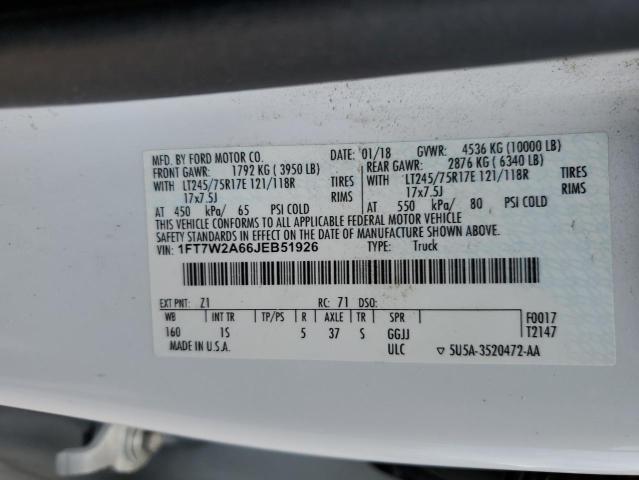 MFD. BY FORD MOTOR CO. DATE: 01/18 GVWR: 4536 KG (10000 LB)
FRONT GAWR: 1792 KG ( 3950 LB) REAR GAWR: 2876 KG ( 6340 LB)
WITH LT245/75R17E 121/118R TIRES WITH LT245/75R17E 121/118R TIRES
17x7.5J RIMS 17x7.5J RIMS
AT 450 kPa/ 65 PSI COLD AT 550 kPa/ 80 PSI COLD
THIS VEHICLE CONFORMS TO ALL APPLICABLE FEDERAL MOTOR VEHICLE
SAFETY STANDARDS IN EFFECT ON THE DATE OF MANUFACTURE SHOWN ABOVE.
VIN: 1FT7W2A66JEB51926 TYPE: Truck
EXT PNT: Z1 RC: 71 DSO:
WB INT TR TP/PS R AXLE TR SPR F0017
160 1S 5 37 S GGJJ T2147
MADE IN U.S.A. ULC ▽ 5U5A-3520472-AA